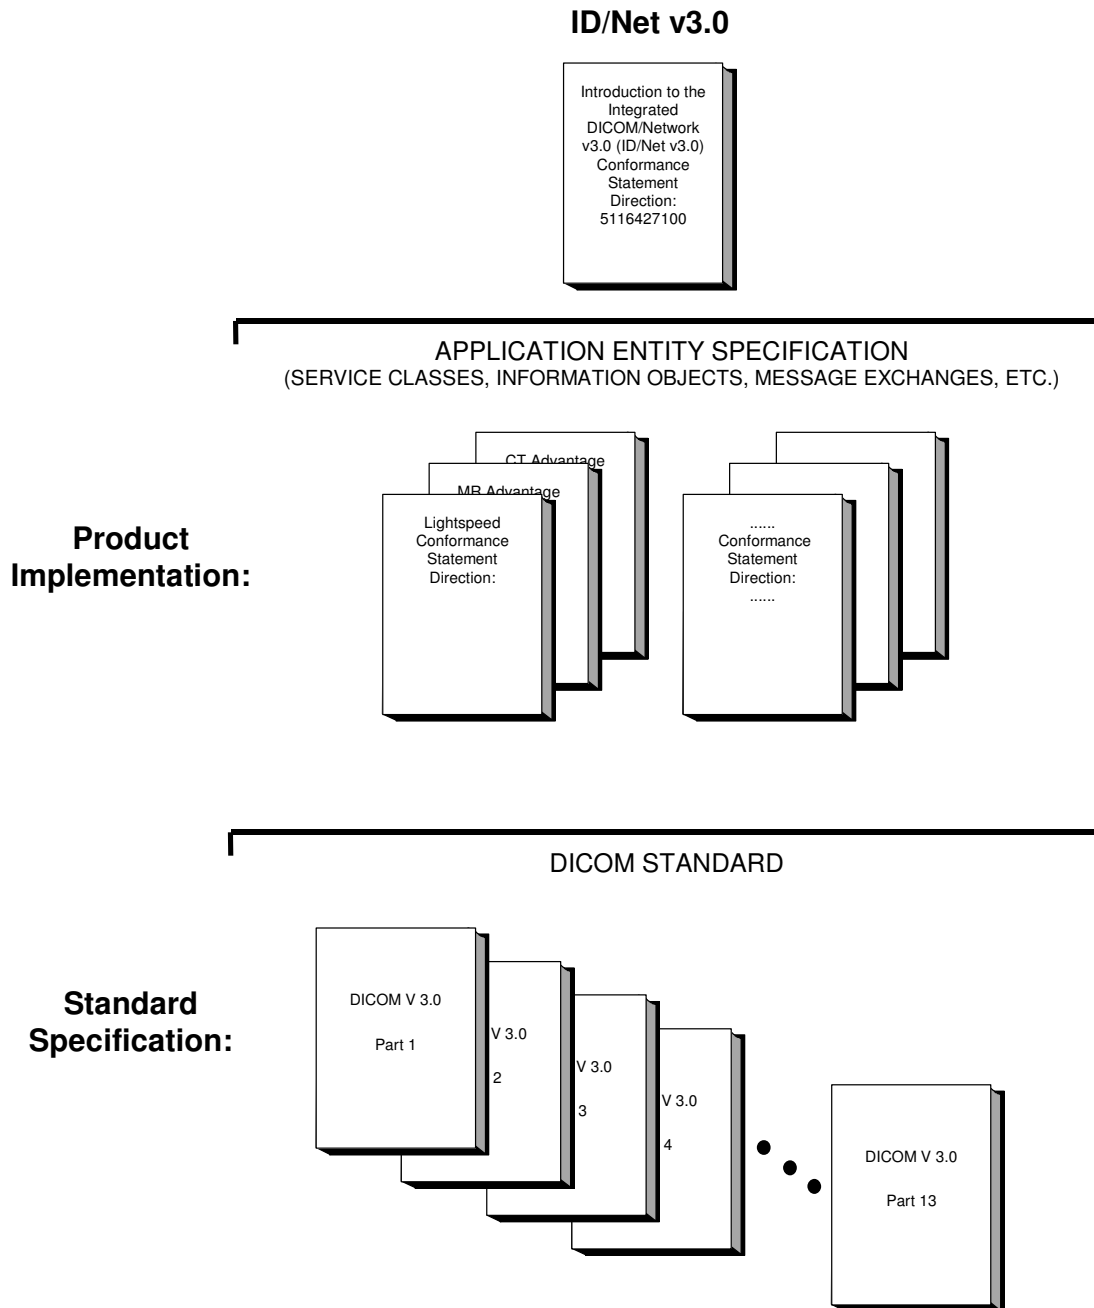 ID/Net v3.0
Introduction to the
Integrated
DICOM/Network
v3.0 (ID/Net v3.0)
Conformance
Statement
Direction:
5116427100
APPLICATION ENTITY SPECIFICATION
(SERVICE CLASSES, INFORMATION OBJECTS, MESSAGE EXCHANGES, ETC.)
Product
Implementation:
CT Advantage
MR Advantage
Lightspeed
Conformance
Statement
Direction:
......
Conformance
Statement
Direction:
......
DICOM STANDARD
Standard
Specification:
DICOM V 3.0
Part 1
V 3.0
2
V 3.0
3
V 3.0
4
DICOM V 3.0
Part 13